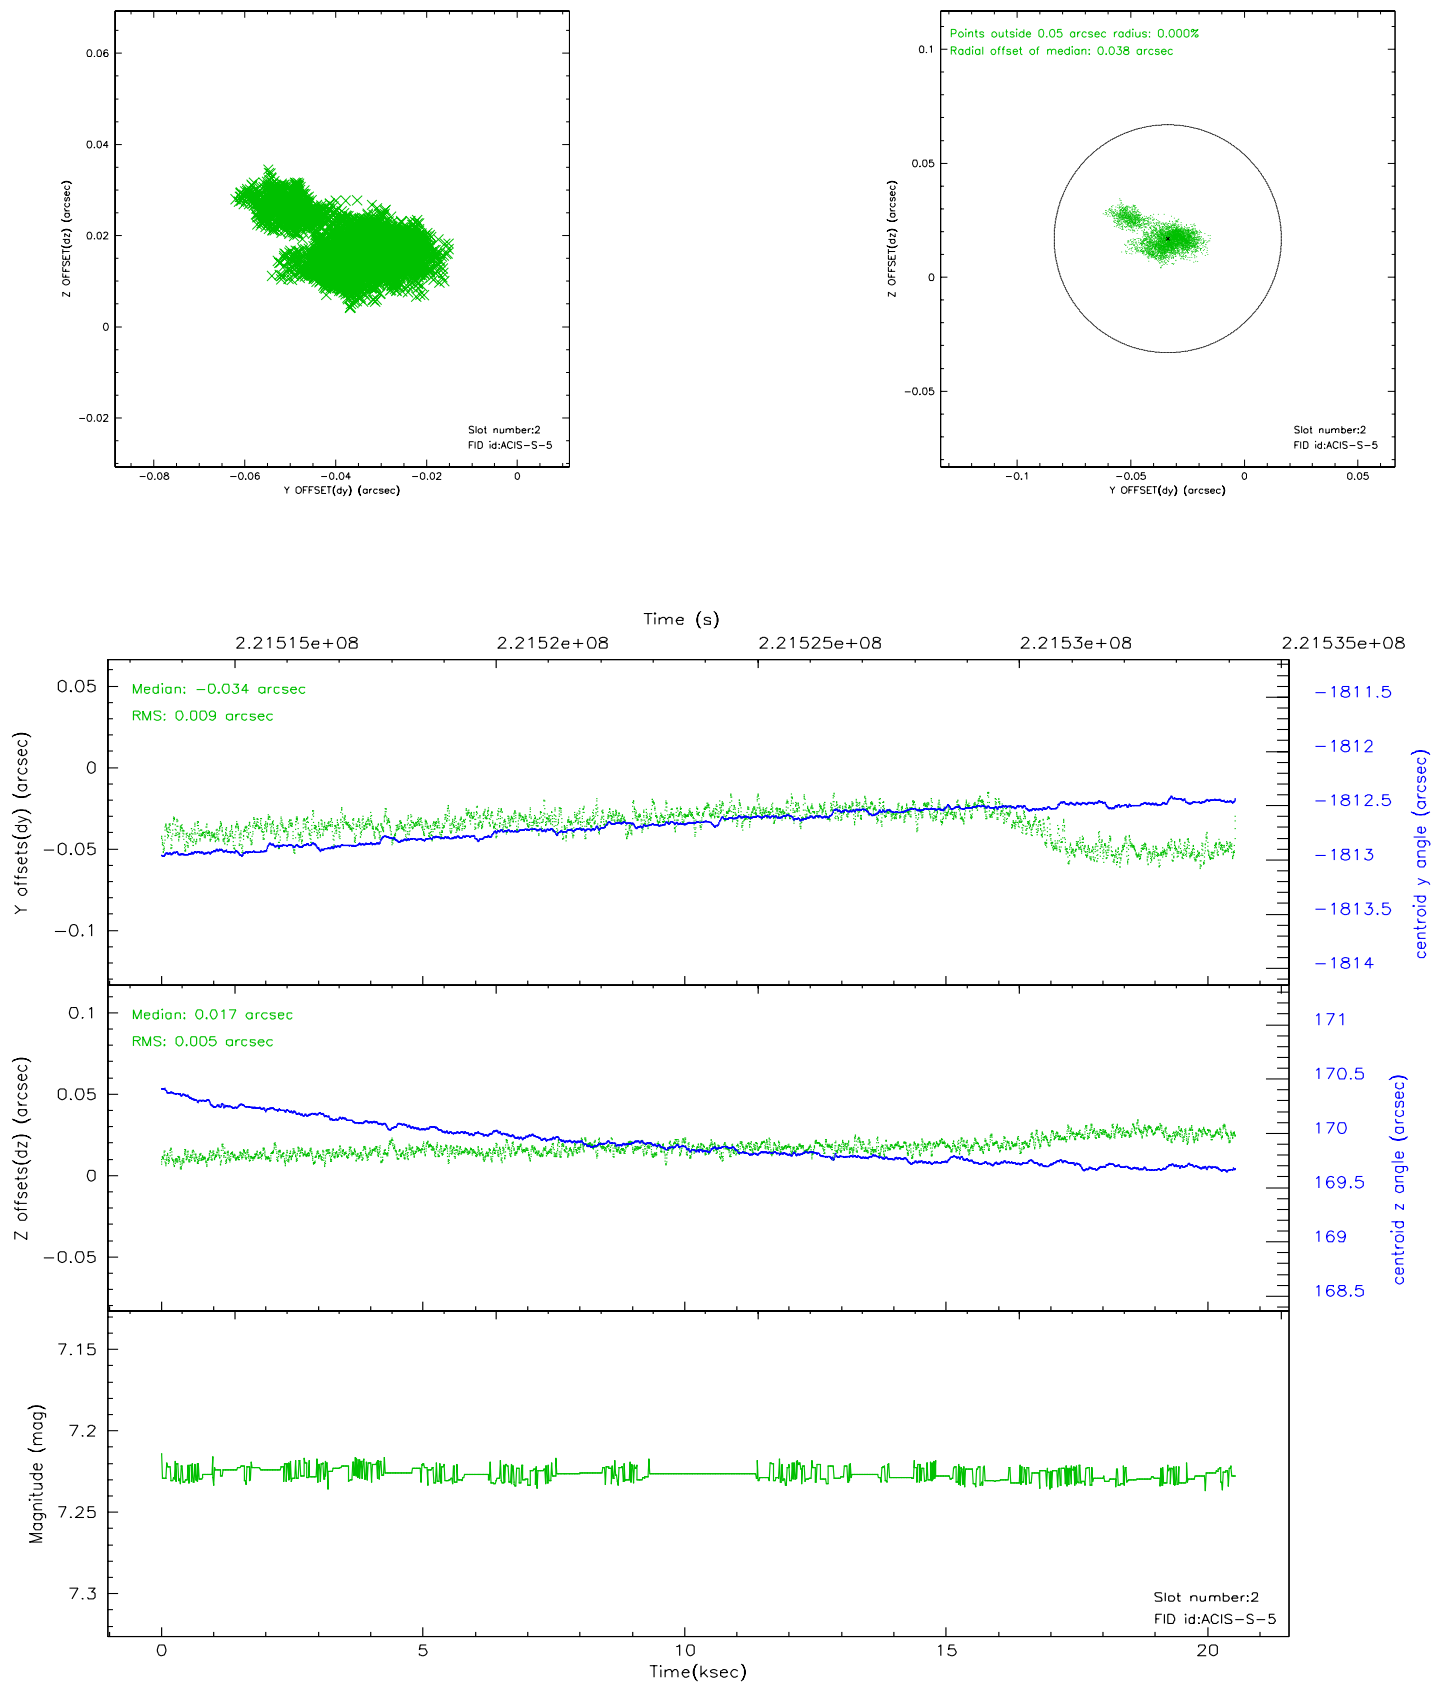 0.06
0.04
0.02
0
−0.02
Z OFFSET(dz) (arcsec)
−0.08 −0.06 −0.04 −0.02 0
Y OFFSET(dy) (arcsec)
Slot number:2
FID id:ACIS−S−5
Points outside 0.05 arcsec radius: 0.000%
Radial offset of median: 0.038 arcsec
0.1
0.05
0
−0.05
Z OFFSET(dz) (arcsec)
−0.1 −0.05 0 0.05
Y OFFSET(dy) (arcsec)
Slot number:2
FID id:ACIS−S−5
Time (s)
2.21515e+08 2.2152e+08 2.21525e+08 2.2153e+08 2.21535e+08
Median: −0.034 arcsec
RMS: 0.009 arcsec
0.05
0
−0.05
−0.1
Y offsets(dy) (arcsec)
−1811.5
−1812
−1812.5
−1813
−1813.5
−1814
centroid y angle (arcsec)
Median: 0.017 arcsec
RMS: 0.005 arcsec
0.1
0.05
0
−0.05
Z offsets(dz) (arcsec)
171
170.5
170
169.5
169
168.5
centroid z angle (arcsec)
7.15
7.2
7.25
7.3
Magnitude (mag)
Slot number:2
FID id:ACIS−S−5
0 5 10 15 20
Time(ksec)